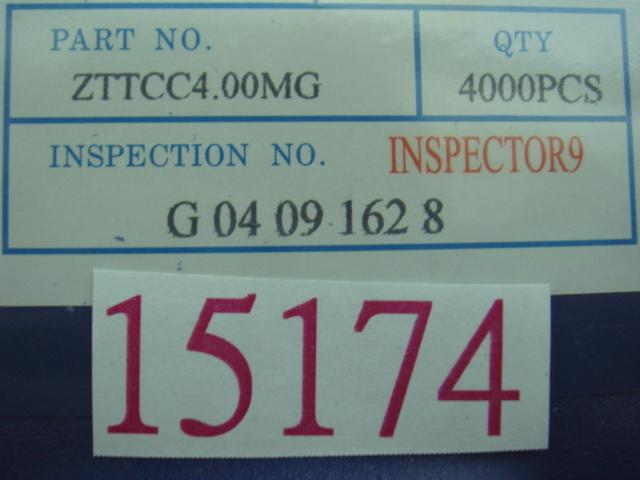 PART NO. QTY
ZTTCC4.00MG 4000PCS
INSPECTION NO. INSPECTOR9
G 04 09 162 8
15174